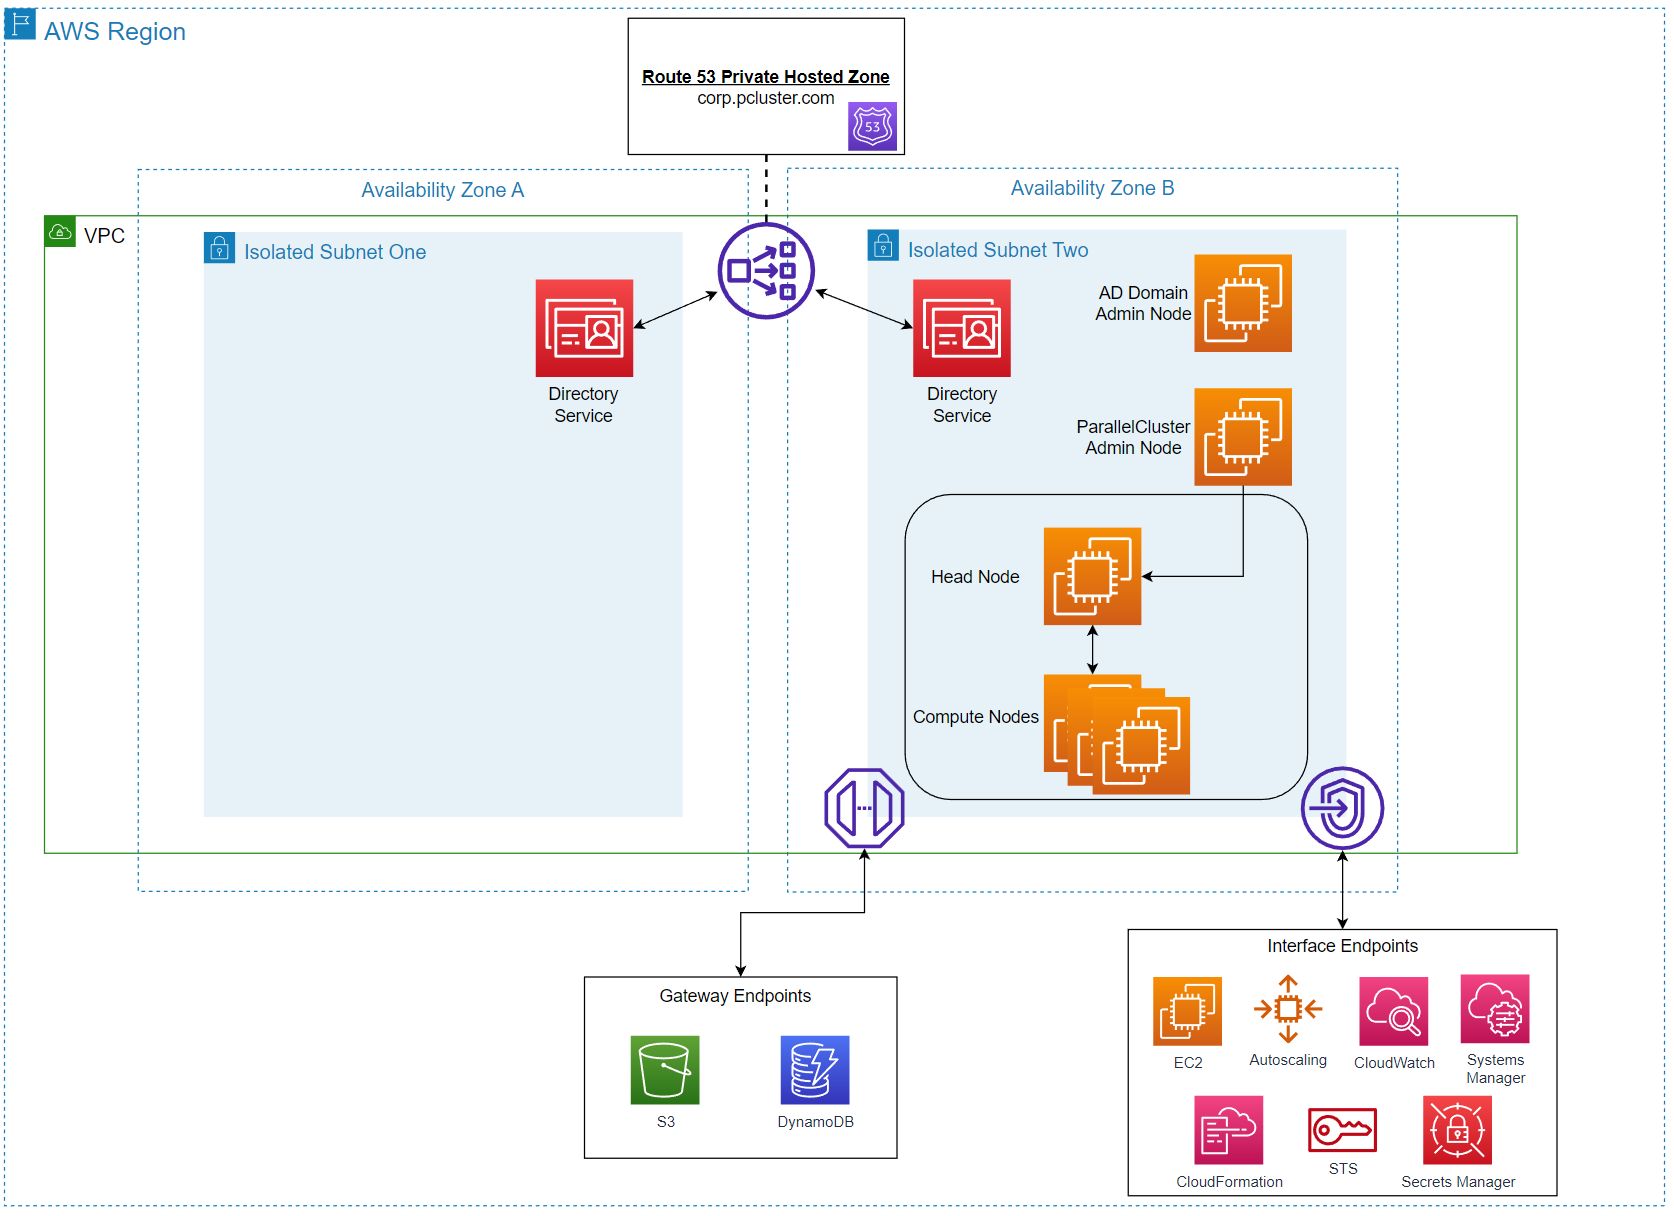 AWS Region
Route 53 Private Hosted Zone
corp.pcluster.com
53
Availability Zone A
Availability Zone B
VPC
Isolated Subnet One
Isolated Subnet Two
AD Domain
Admin Node
Directory
Service
Directory
Service
ParallelCluster
Admin Node
Head Node
Compute Nodes
Interface Endpoints
Gateway Endpoints
EC2
Autoscaling
CloudWatch
Systems
Manager
S3
DynamoDB
CloudFormation
STS
Secrets Manager